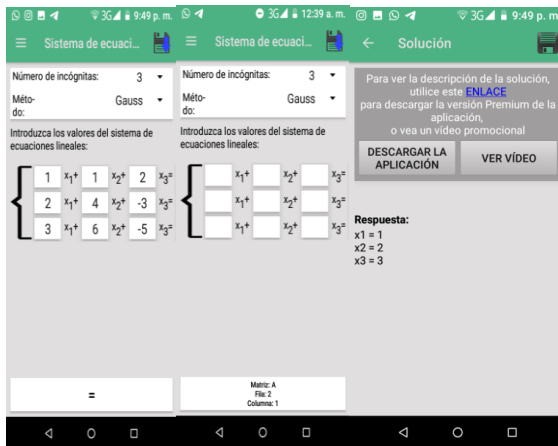 3G 9:49 p. m.
Sistema de ecuaci...
Número de incógnitas: 3
Méto-
do: Gauss
Introduzca los valores del sistema de
ecuaciones lineales:
1 x1+ 1 x2+ 2 x3=
2 x1+ 4 x2+ -3 x3=
3 x1+ 6 x2+ -5 x3=
=
3G 12:39 a. m.
Sistema de ecuaci...
Número de incógnitas: 3
Méto-
do: Gauss
Introduzca los valores del sistema de
ecuaciones lineales:
x1+ x2+ x3=
x1+ x2+ x3=
x1+ x2+ x3=
Matriz: A
Fila: 2
Columna: 1
3G 9:49 p. m
Solución
Para ver la descripción de la solución,
utilice este ENLACE
para descargar la versión Premium de la
aplicación,
o vea un vídeo promocional
DESCARGAR LA
APLICACIÓN
VER VÍDEO
Respuesta:
x1 = 1
x2 = 2
x3 = 3